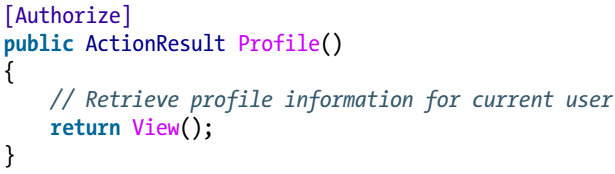 [Authorize]
public ActionResult Profile()
{
    // Retrieve profile information for current user
    return View();
}